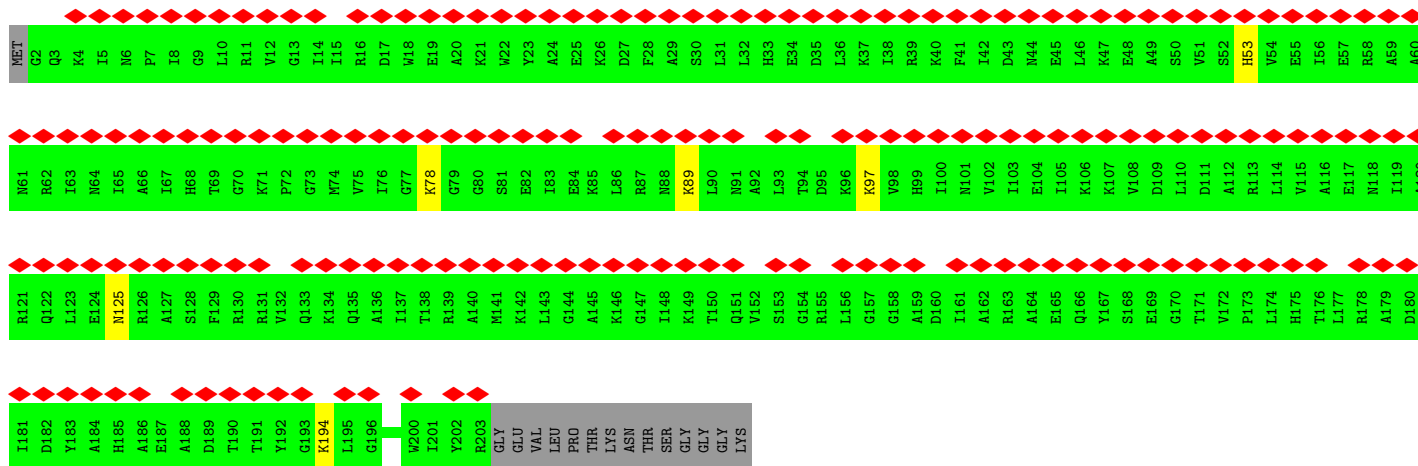 MET G2 Q3 K4 I5 N6 P7 I8 G9 L10 R11 V12 G13 I14 I15 R16 D17 W18 E19 A20 K21 W22 Y23 A24 E25 K26 D27 F28 A29 S30 L31 L32 H33 E34 D35 L36 K37 I38 R39 K40 F41 I42 D43 N44 E45 L46 K47 E48 A49 S50 V51 S52 H53 V54 E55 I56 E57 R58 A59 A60
N61 R62 I63 N64 I65 A66 I67 H68 T69 G70 K71 P72 G73 M74 V75 I76 G77 K78 G79 G80 S81 E82 I83 E84 K85 L86 R87 N88 K89 L90 N91 A92 L93 T94 D95 K96 K97 V98 H99 I100 N101 V102 I103 E104 I105 K106 K107 V108 D109 L110 D111 A112 R113 L114 V115 A116 E117 N118 I119 A120
R121 Q122 L123 E124 N125 R126 A127 S128 F129 R130 R131 V132 Q133 K134 Q135 A136 I137 T138 R139 A140 M141 K142 L143 G144 A145 K146 G147 I148 K149 T150 Q151 V152 S153 G154 R155 L156 G157 G158 A159 D160 I161 A162 R163 A164 E165 Q166 Y167 S168 E169 G170 T171 V172 P173 L174 H175 T176 L177 R178 A179 D180
I181 D182 Y183 A184 H185 A186 E187 A188 D189 T190 T191 Y192 G193 K194 L195 G196 W200 I201 Y202 R203 GLY GLU VAL LEU PRO THR LYS ASN THR SER GLY GLY GLY LYS